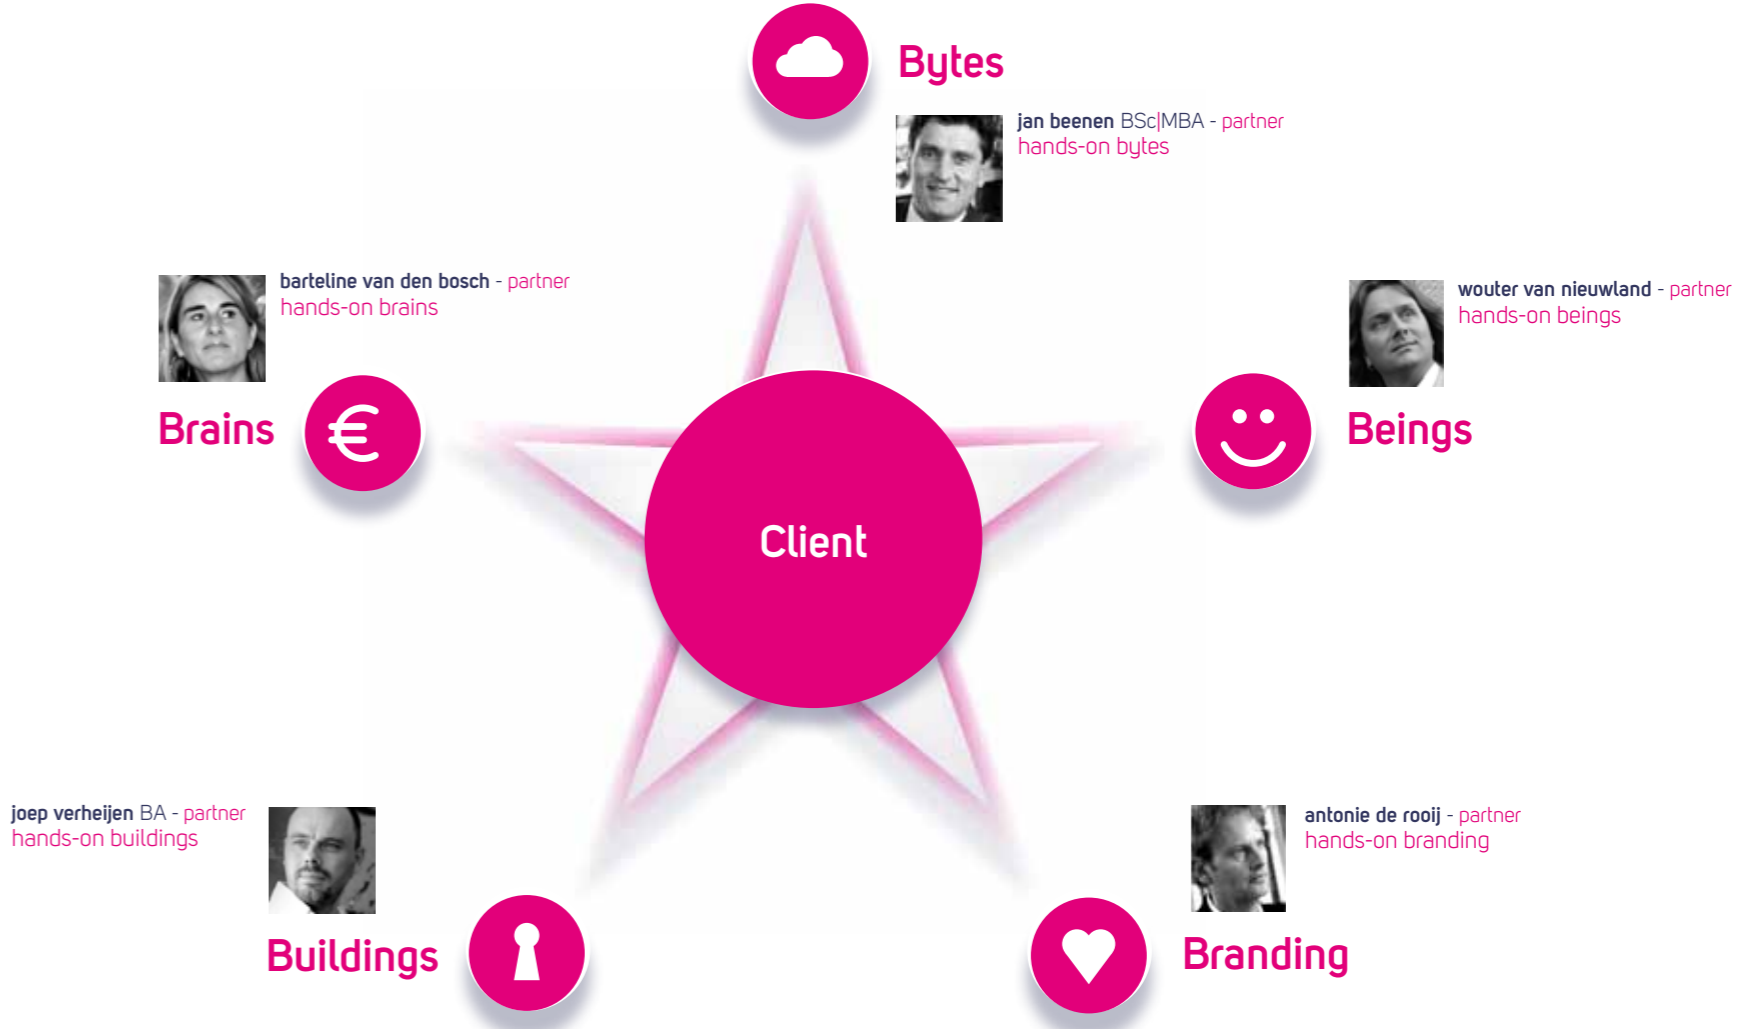 Bytes
jan beenen BSc|MBA - partner
hands-on bytes
barteline van den bosch - partner
hands-on brains
Brains
€
wouter van nieuwland - partner
hands-on beings
Beings
Client
joep verheijen BA - partner
hands-on buildings
Buildings
antonie de rooij - partner
hands-on branding
Branding